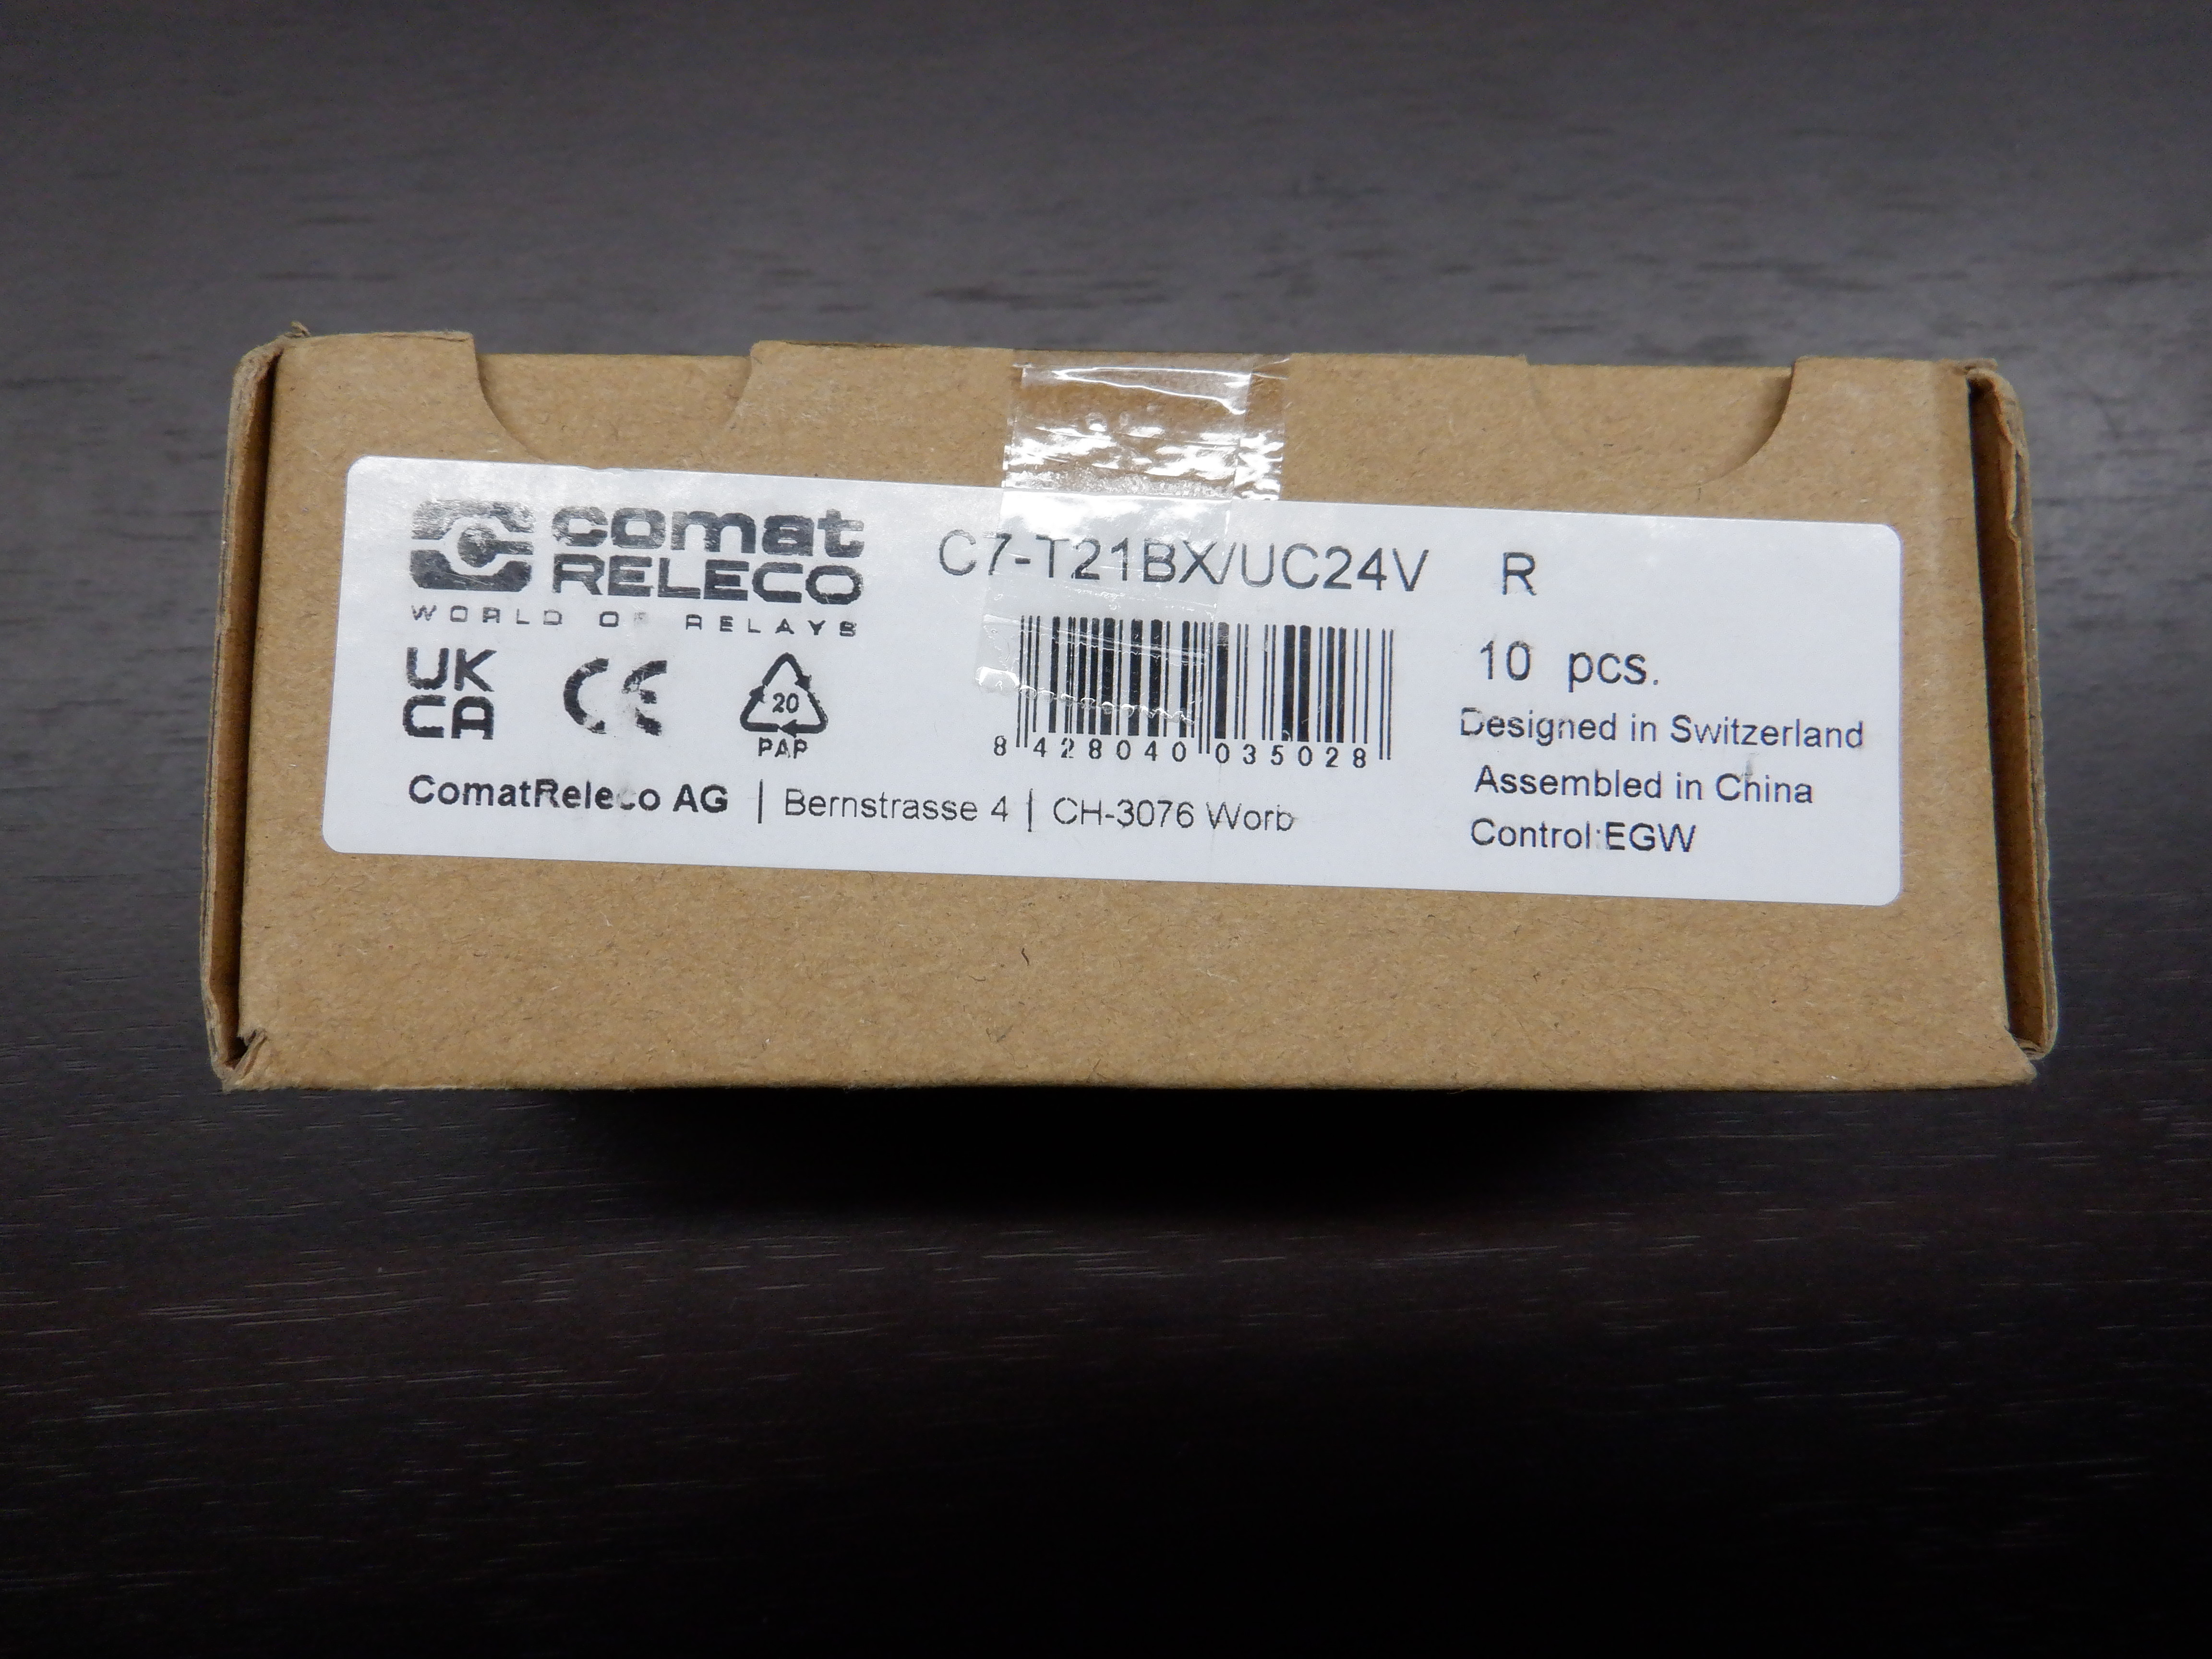 comat
RELECO
WORLD OF RELAYS
C7-T21BX/UC24V R
UK
CA
CE
20
PAP
8 428040 035028
10 pcs.
Designed in Switzerland
Assembled in China
Control:EGW
ComatReleco AG | Bernstrasse 4 | CH-3076 Worb